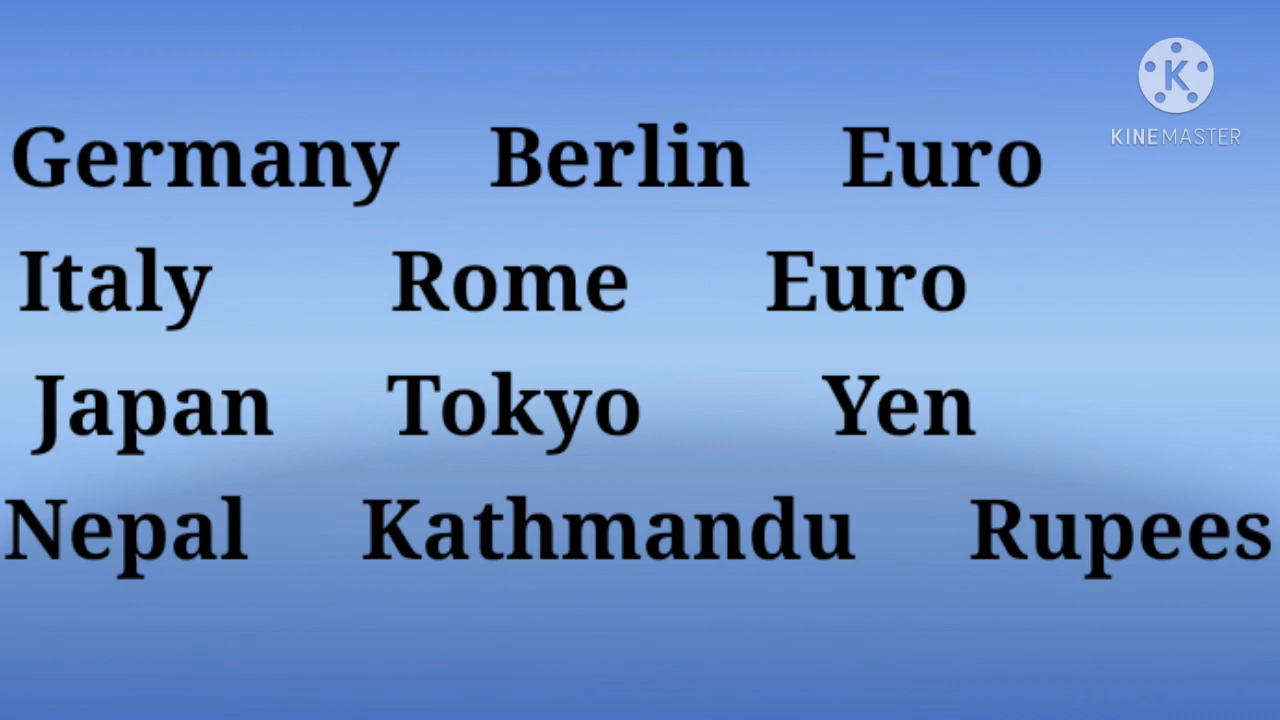 KINEMASTER
Germany Berlin Euro
Italy Rome Euro
Japan Tokyo Yen
Nepal Kathmandu Rupees